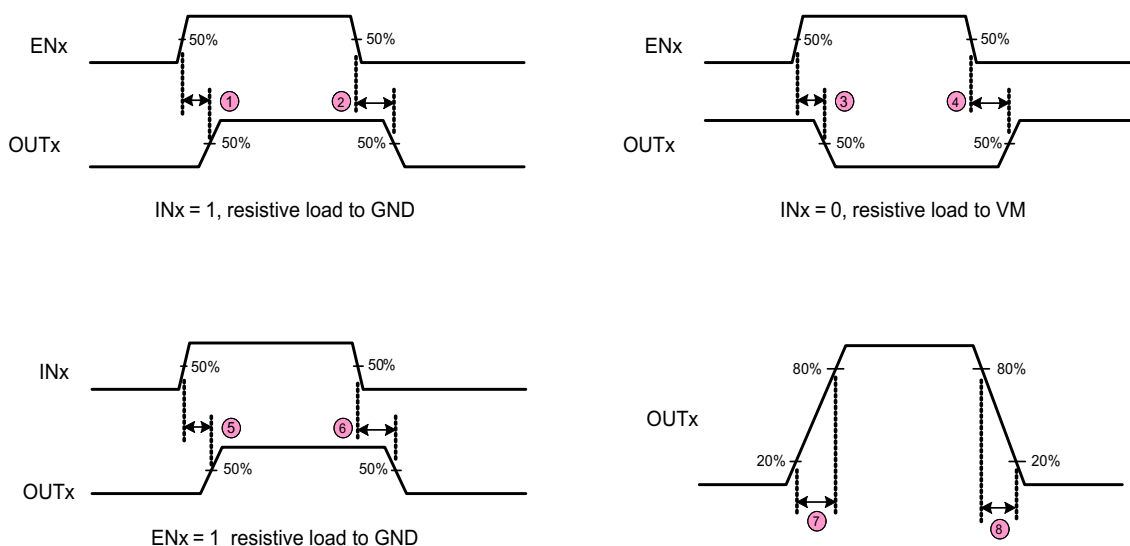 ENx
50%
50%
1
2
OUTx
50%
50%
INx = 1, resistive load to GND
ENx
50%
50%
3
4
OUTx
50%
50%
INx = 0, resistive load to VM
INx
50%
50%
5
6
OUTx
50%
50%
ENx = 1 resistive load to GND
80%
80%
OUTx
20%
20%
7
8